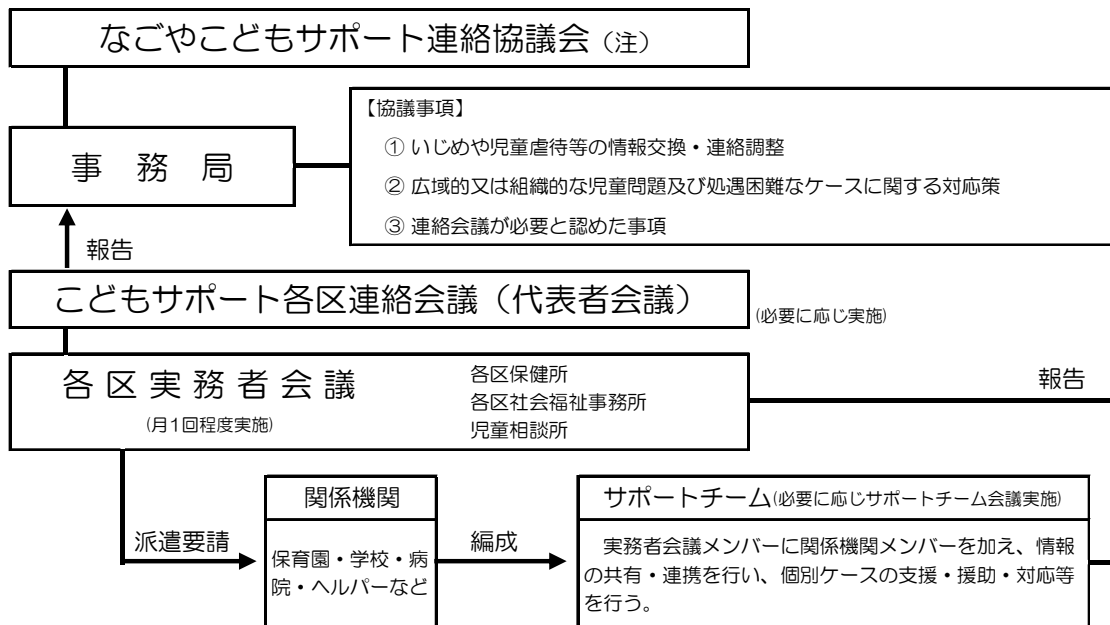 なごやこどもサポート連絡協議会（注）
事　務　局
【協議事項】
① いじめや児童虐待等の情報交換・連絡調整
② 広域的又は組織的な児童問題及び処遇困難なケースに関する対応策
③ 連絡会議が必要と認めた事項
報告
こどもサポート各区連絡会議（代表者会議）
(必要に応じ実施)
各区実務者会議
(月1回程度実施)
各区保健所
各区社会福祉事務所
児童相談所
報告
派遣要請
関係機関
保育園・学校・病
院・ヘルパーなど
編成
サポートチーム(必要に応じサポートチーム会議実施)
実務者会議メンバーに関係機関メンバーを加え、情報
の共有・連携を行い、個別ケースの支援・援助・対応等
を行う。